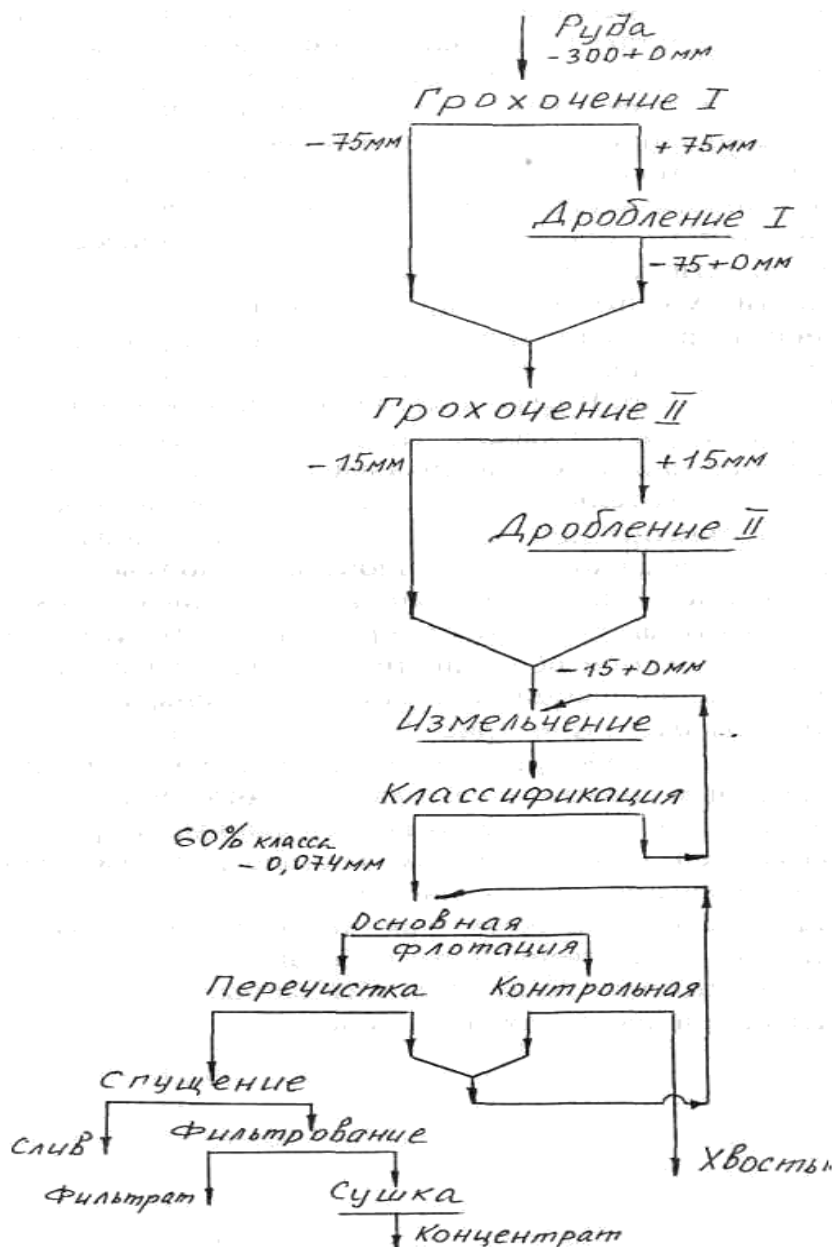 Руда
-300+0мм
Грохочение I
-75мм
+75мм
Дробление I
-75+0мм
Грохочение II
-15мм
+15мм
Дробление II
-15+0мм
Измельчение
Классификация
60% класса
-0,074мм
Основная
флотация
Перечистка
Контрольная
Спущение
Слив
Фильтрование
Хвосты
Фильтрат
Сушка
Концентрат